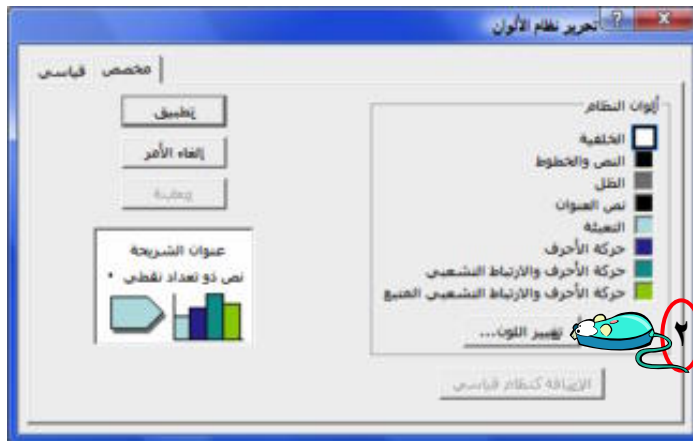 تحرير نظام الألوان
قياسي مخصص
ألوان النظام
الخلفية
النص والخطوط
الظل
نص العنوان
التعبئة
حركة الأحرف
حركة الأحرف والارتباط التشعبي
حركة الأحرف والارتباط التشعبي المتبع
تغيير اللون...
٢
الإضافة كنظام قياسي
تطبيق
إلغاء الأمر
معاينة
عنوان الشريحة
• نص ذو تعداد نقطي